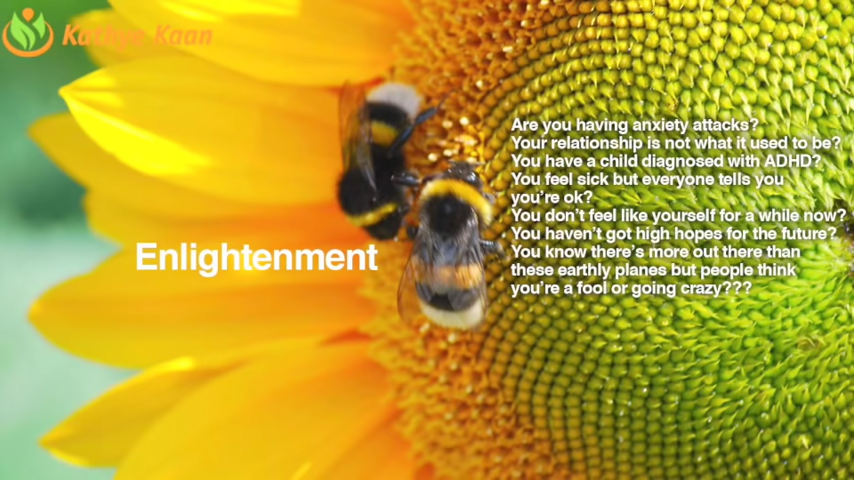 Kathye Kaan
Enlightenment
Are you having anxiety attacks?
Your relationship is not what it used to be?
You have a child diagnosed with ADHD?
You feel sick but everyone tells you
you're ok?
You don't feel like yourself for a while now?
You haven't got high hopes for the future?
You know there's more out there than
these earthly planes but people think
you're a fool or going crazy???